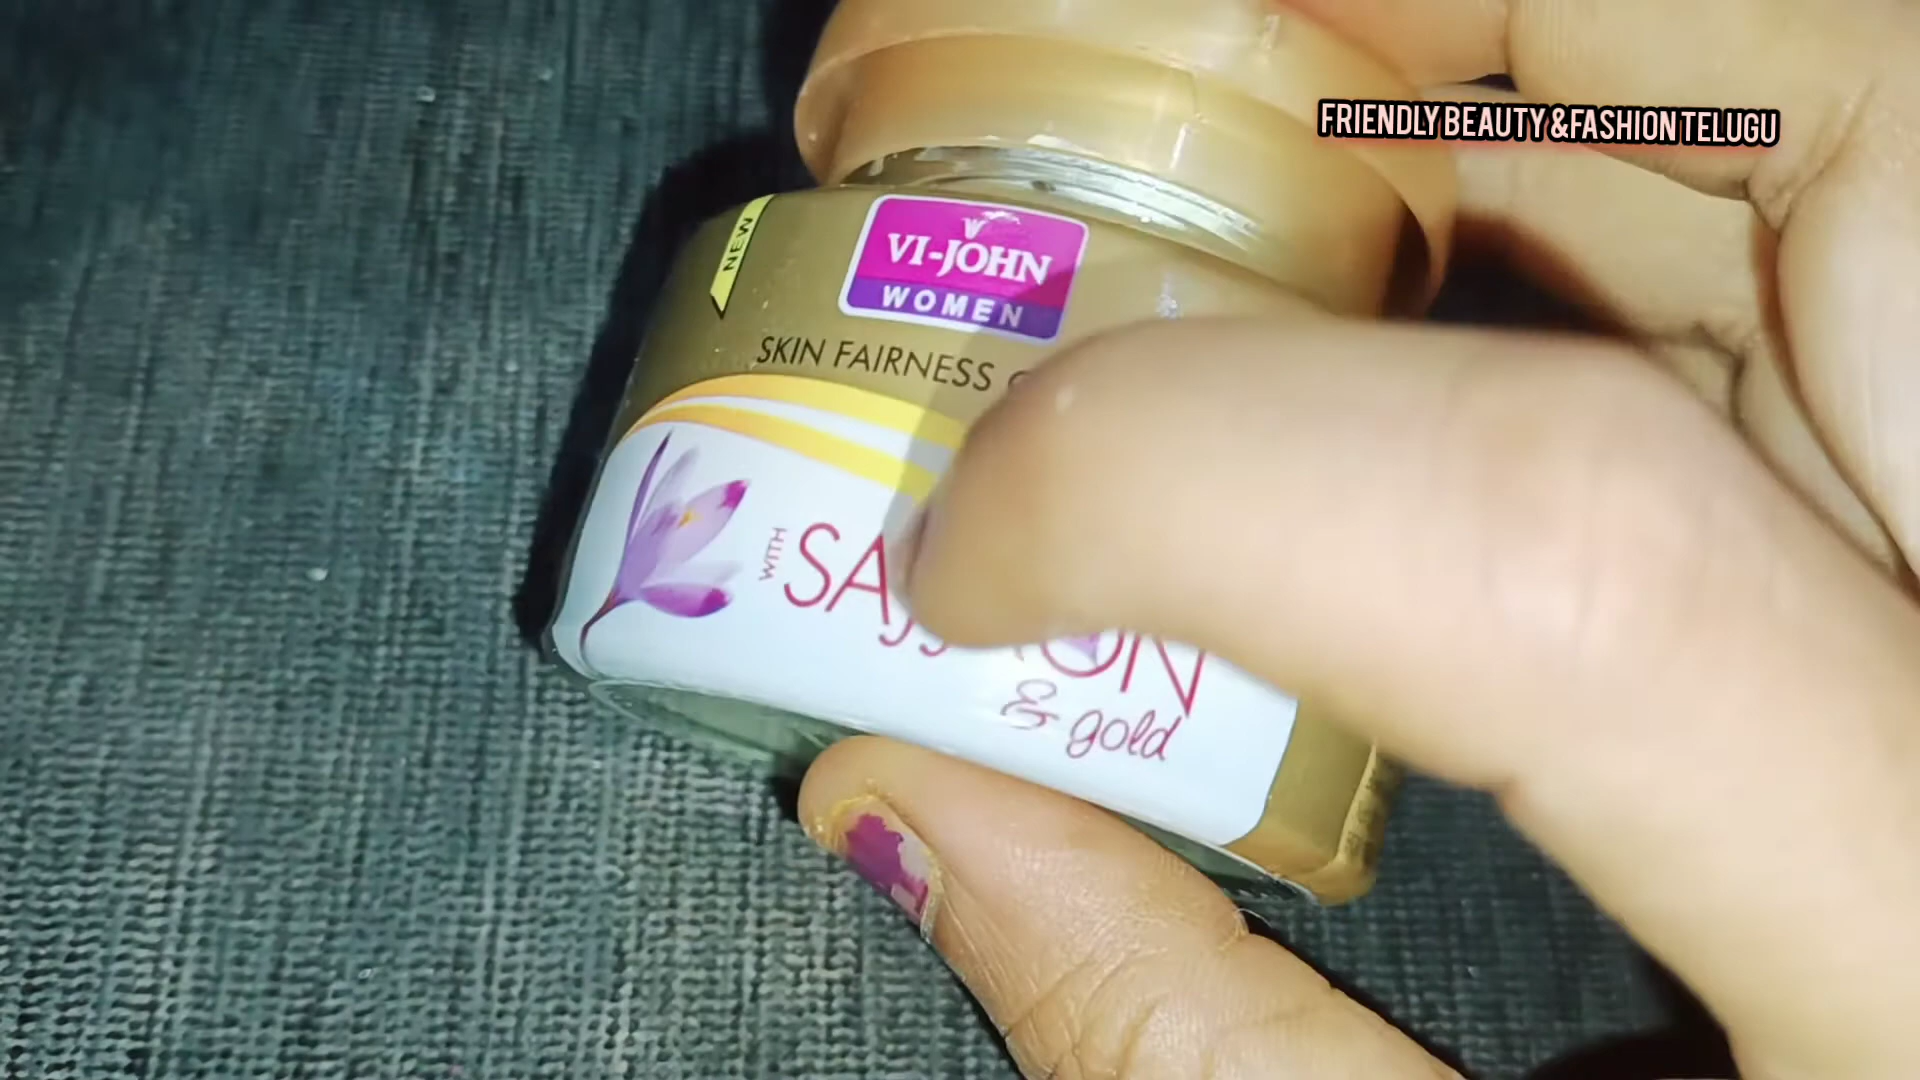 FRIENDLY BEAUTY &FASHION TELUGU
NEW
VI-JOHN
WOMEN
SKIN FAIRNESS
WITH
& gold